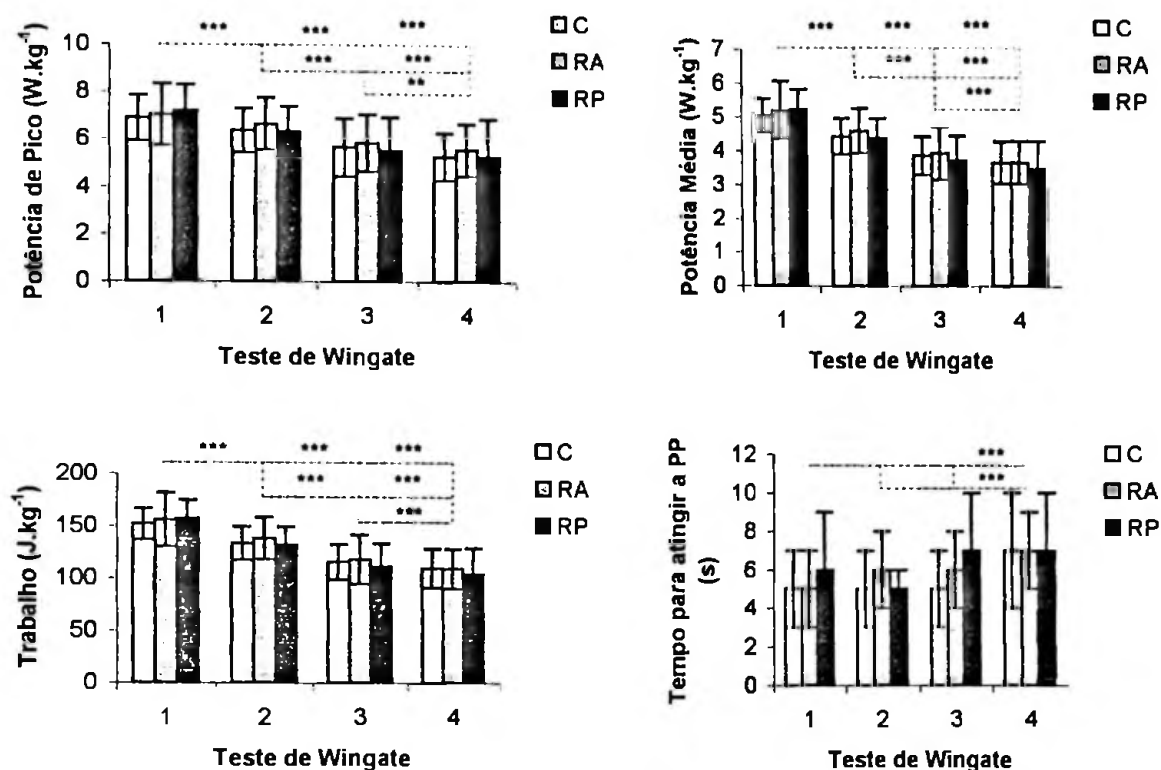 *** *** ***
*** ***
**
C
RA
RP
Potência de Pico (W.kg-1)
10
8
6
4
2
0
1 2 3 4
Teste de Wingate
*** *** ***
*** ***
***
C
RA
RP
Potência Média (W.kg-1)
7
6
5
4
3
2
1
0
1 2 3 4
Teste de Wingate
*** *** ***
*** ***
***
C
RA
RP
Trabalho (J.kg-1)
200
150
100
50
0
1 2 3 4
Teste de Wingate
***
***
C
RA
RP
Tempo para atingir a PP
(s)
12
10
8
6
4
2
0
1 2 3 4
Teste de Wingate